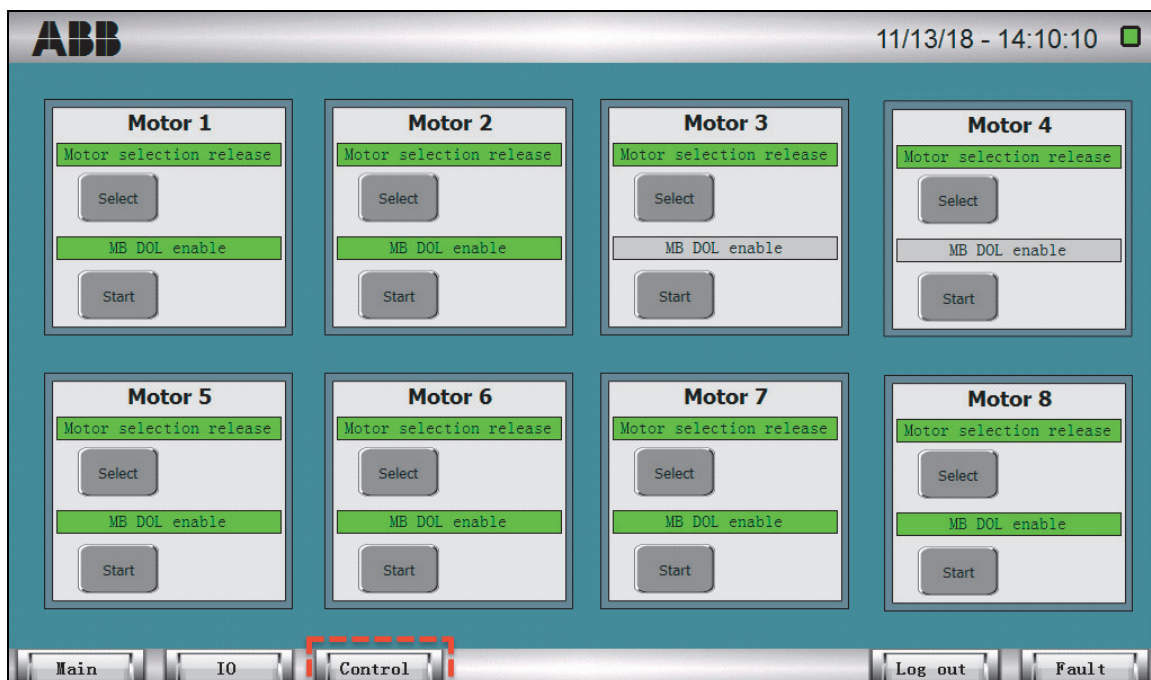 ABB
11/13/18 - 14:10:10
Motor 1
Motor selection release
Select
MB DOL enable
Start
Motor 2
Motor selection release
Select
MB DOL enable
Start
Motor 3
Motor selection release
Select
MB DOL enable
Start
Motor 4
Motor selection release
Select
MB DOL enable
Start
Motor 5
Motor selection release
Select
MB DOL enable
Start
Motor 6
Motor selection release
Select
MB DOL enable
Start
Motor 7
Motor selection release
Select
MB DOL enable
Start
Motor 8
Motor selection release
Select
MB DOL enable
Start
Main
IO
Control
Log out
Fault